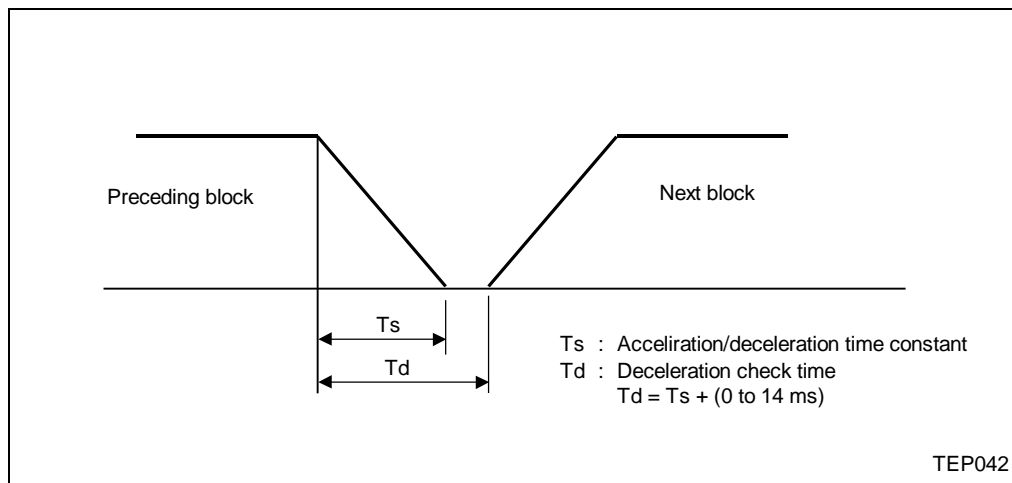 Preceding block
Next block
Ts
Td
Ts : Acceliration/deceleration time constant
Td : Deceleration check time
Td = Ts + (0 to 14 ms)
TEP042